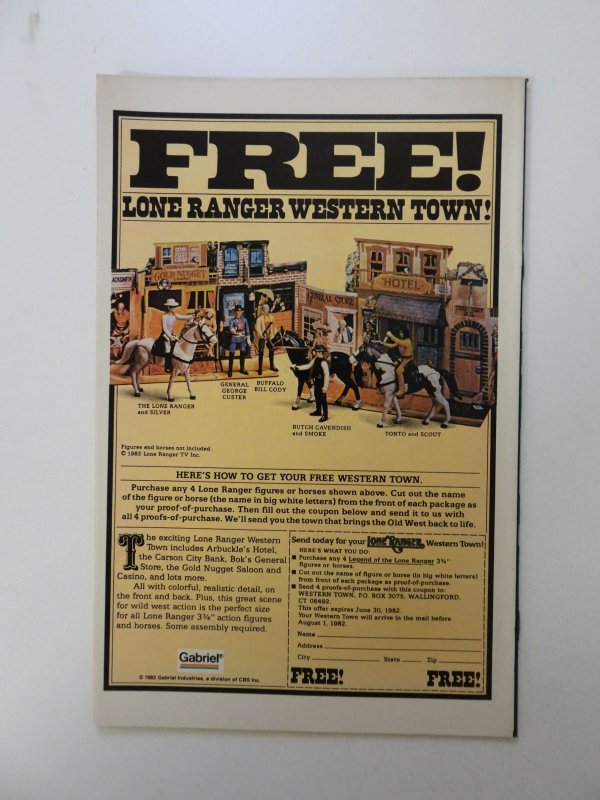 FREE!
LONE RANGER WESTERN TOWN!
GOLD NUGGET
GENERAL STORE
HOTEL
THE LONE RANGER
and SILVER
GENERAL
GEORGE
CUSTER
BUFFALO
BILL CODY
BUTCH CAVENDISH
and SMOKE
TONTO and SCOUT
Figures and horses not included.
© 1982 Lone Ranger TV Inc.
HERE'S HOW TO GET YOUR FREE WESTERN TOWN.
Purchase any 4 Lone Ranger figures or horses shown above. Cut out the name
of the figure or horse (the name in big white letters) from the front of each package as
your proof-of-purchase. Then fill out the coupon below and send it to us with
all 4 proofs-of-purchase. We'll send you the town that brings the Old West back to life.
The exciting Lone Ranger Western
Town includes Arbuckle's Hotel,
the Carson City Bank, Bok's General
Store, the Gold Nugget Saloon and
Casino, and lots more.
All with colorful, realistic detail, on
the front and back. Plus, this great scene
for wild west action is the perfect size
for all Lone Ranger 3¾" action figures
and horses. Some assembly required.
Gabriel®
© 1982 Gabriel Industries, a division of CBS Inc.
Send today for your LONE RANGER Western Town!
HERE'S WHAT YOU DO:
■ Purchase any 4 Legend of the Lone Ranger 3¾"
figures or horses.
■ Cut out the name of figure or horse (in big white letters)
from front of each package as proof-of-purchase.
■ Send 4 proofs-of-purchase with this coupon to:
WESTERN TOWN, P.O. BOX 3075, WALLINGFORD,
CT 06492.
This offer expires June 30, 1982.
Your Western Town will arrive in the mail before
August 1, 1982.
Name
Address
City State Zip
FREE! FREE!